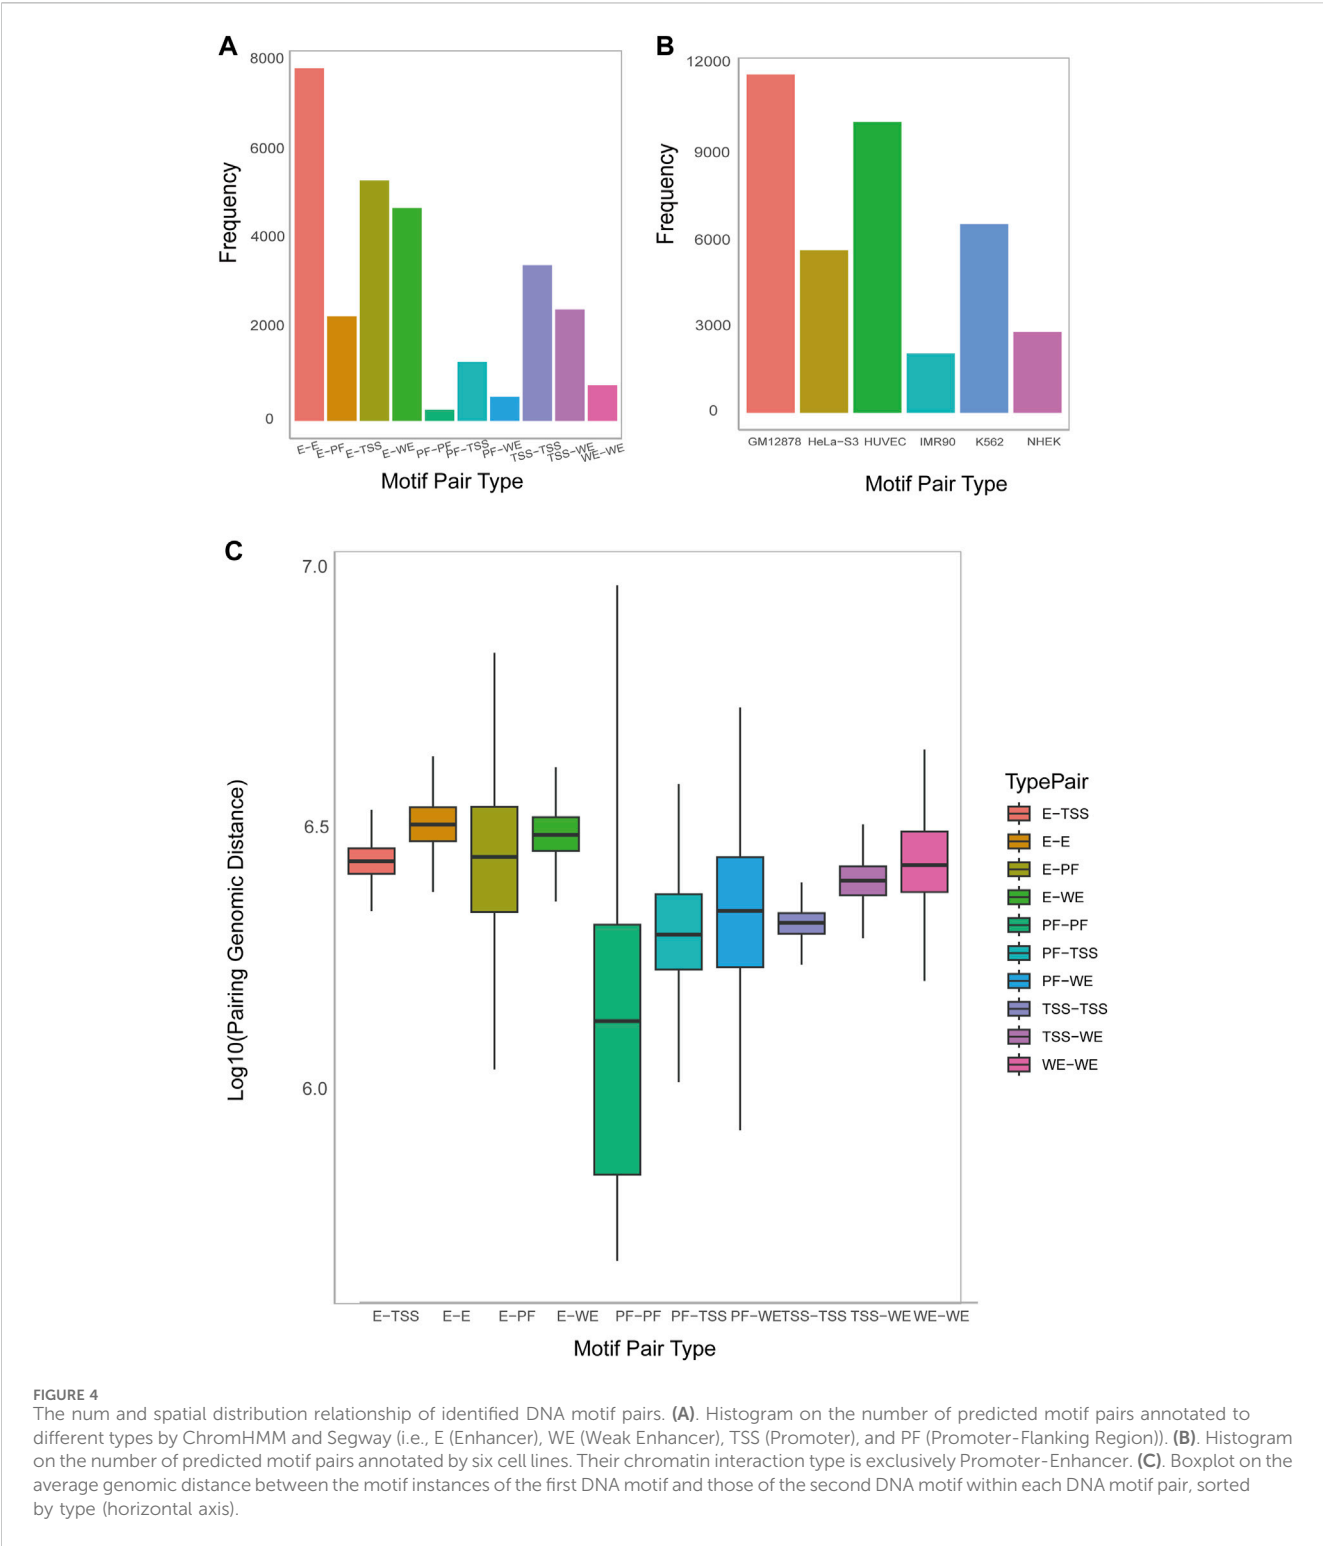 A
8000
6000
4000
2000
0
Frequency
E−E
E−PF
E−TSS
E−WE
PF−PF
PF−TSS
PF−WE
TSS−TSS
TSS−WE
WE−WE
Motif Pair Type
B
12000
9000
6000
3000
0
Frequency
GM12878 HeLa−S3 HUVEC IMR90 K562 NHEK
Motif Pair Type
C
7.0
6.5
6.0
Log10(Pairing Genomic Distance)
E−TSS E−E E−PF E−WE PF−PF PF−TSS PF−WE TSS−TSS TSS−WE WE−WE
Motif Pair Type
TypePair
E−TSS
E−E
E−PF
E−WE
PF−PF
PF−TSS
PF−WE
TSS−TSS
TSS−WE
WE−WE
FIGURE 4
The num and spatial distribution relationship of identified DNA motif pairs. (A). Histogram on the number of predicted motif pairs annotated to
different types by ChromHMM and Segway (i.e., E (Enhancer), WE (Weak Enhancer), TSS (Promoter), and PF (Promoter-Flanking Region)). (B). Histogram
on the number of predicted motif pairs annotated by six cell lines. Their chromatin interaction type is exclusively Promoter-Enhancer. (C). Boxplot on the
average genomic distance between the motif instances of the first DNA motif and those of the second DNA motif within each DNA motif pair, sorted
by type (horizontal axis).